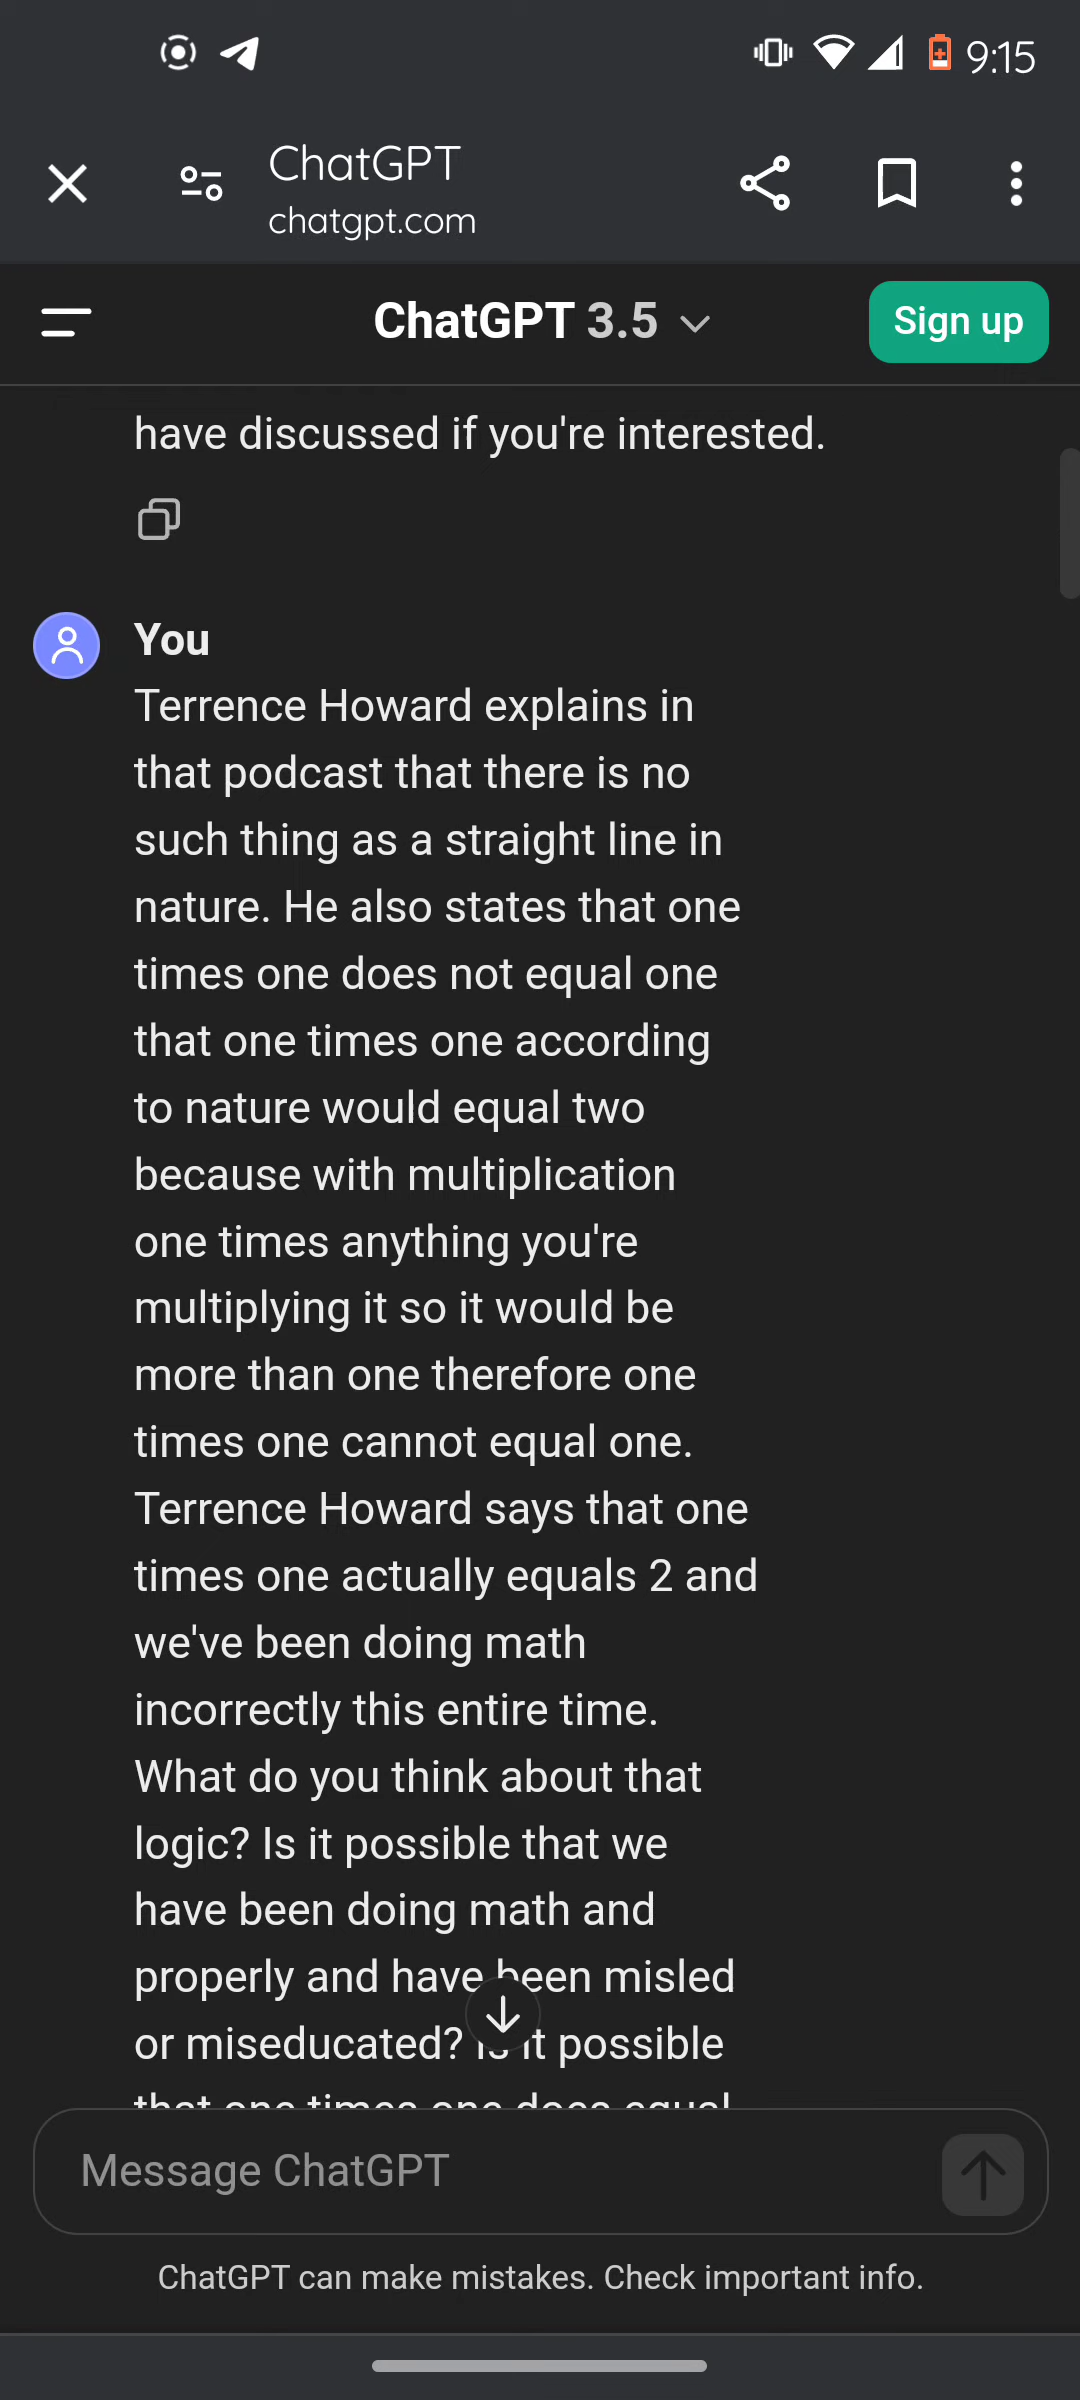 9:15
ChatGPT
chatgpt.com
ChatGPT 3.5
Sign up
have discussed if you're interested.
You
Terrence Howard explains in
that podcast that there is no
such thing as a straight line in
nature. He also states that one
times one does not equal one
that one times one according
to nature would equal two
because with multiplication
one times anything you're
multiplying it so it would be
more than one therefore one
times one cannot equal one.
Terrence Howard says that one
times one actually equals 2 and
we've been doing math
incorrectly this entire time.
What do you think about that
logic? Is it possible that we
have been doing math and
properly and have been misled
or miseducated? Is it possible
that one times one does equal
Message ChatGPT
ChatGPT can make mistakes. Check important info.